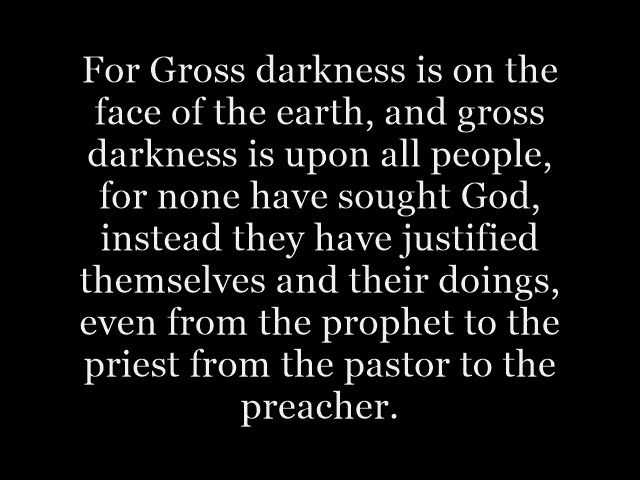 For Gross darkness is on the
face of the earth, and gross
darkness is upon all people,
for none have sought God,
instead they have justified
themselves and their doings,
even from the prophet to the
priest from the pastor to the
preacher.